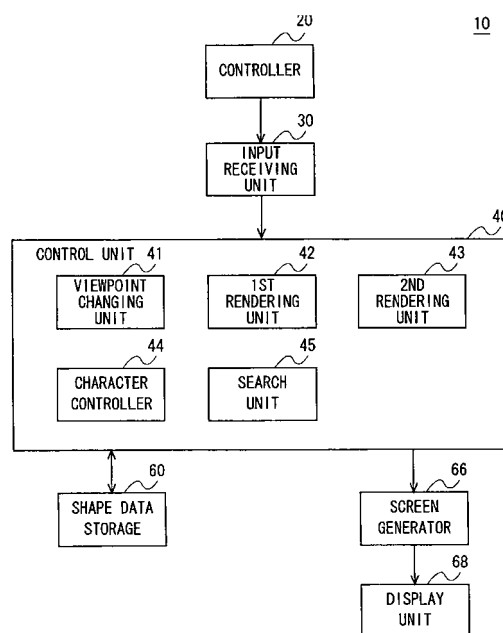 20
10
CONTROLLER
30
INPUT
RECEIVING
UNIT
40
CONTROL UNIT
41
42
43
VIEWPOINT
CHANGING
UNIT
1ST
RENDERING
UNIT
2ND
RENDERING
UNIT
44
45
CHARACTER
CONTROLLER
SEARCH
UNIT
60
66
SHAPE DATA
STORAGE
SCREEN
GENERATOR
68
DISPLAY
UNIT